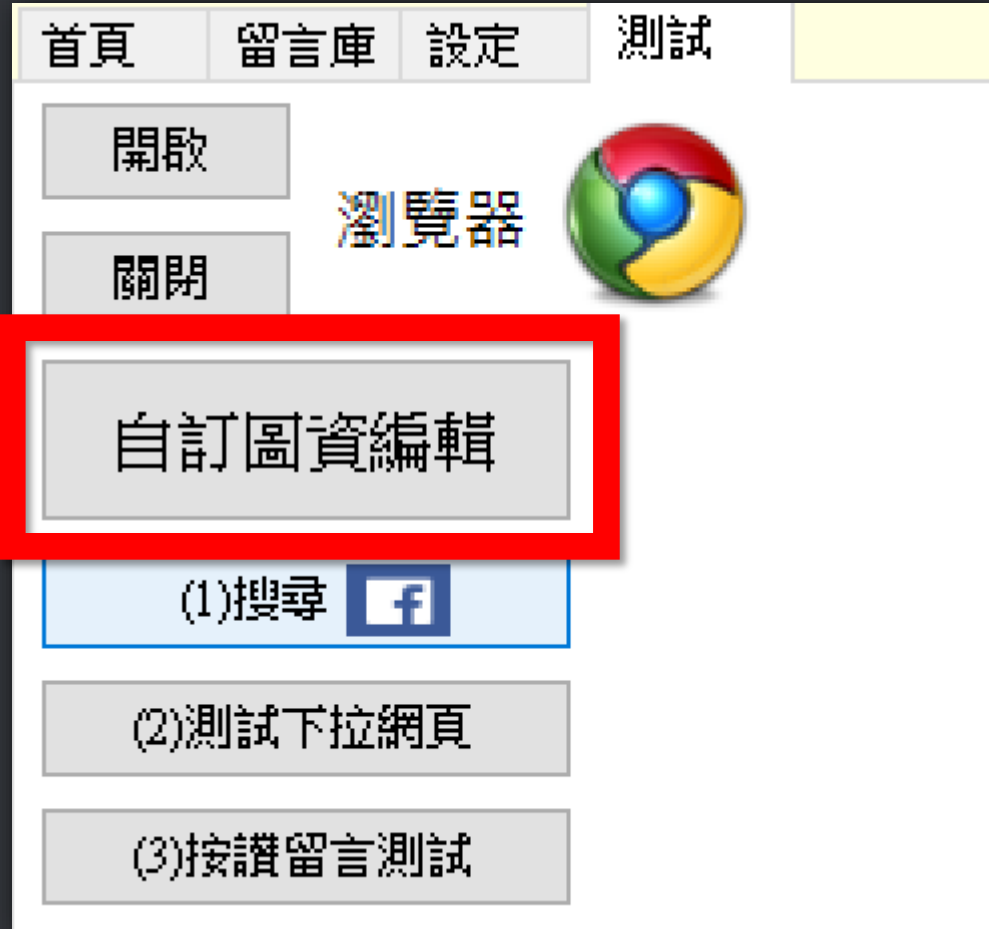 首頁 留言庫 設定 測試
開啟
瀏覽器
關閉
自訂圖資編輯
(1)搜尋
(2)測試下拉網頁
(3)按讚留言測試